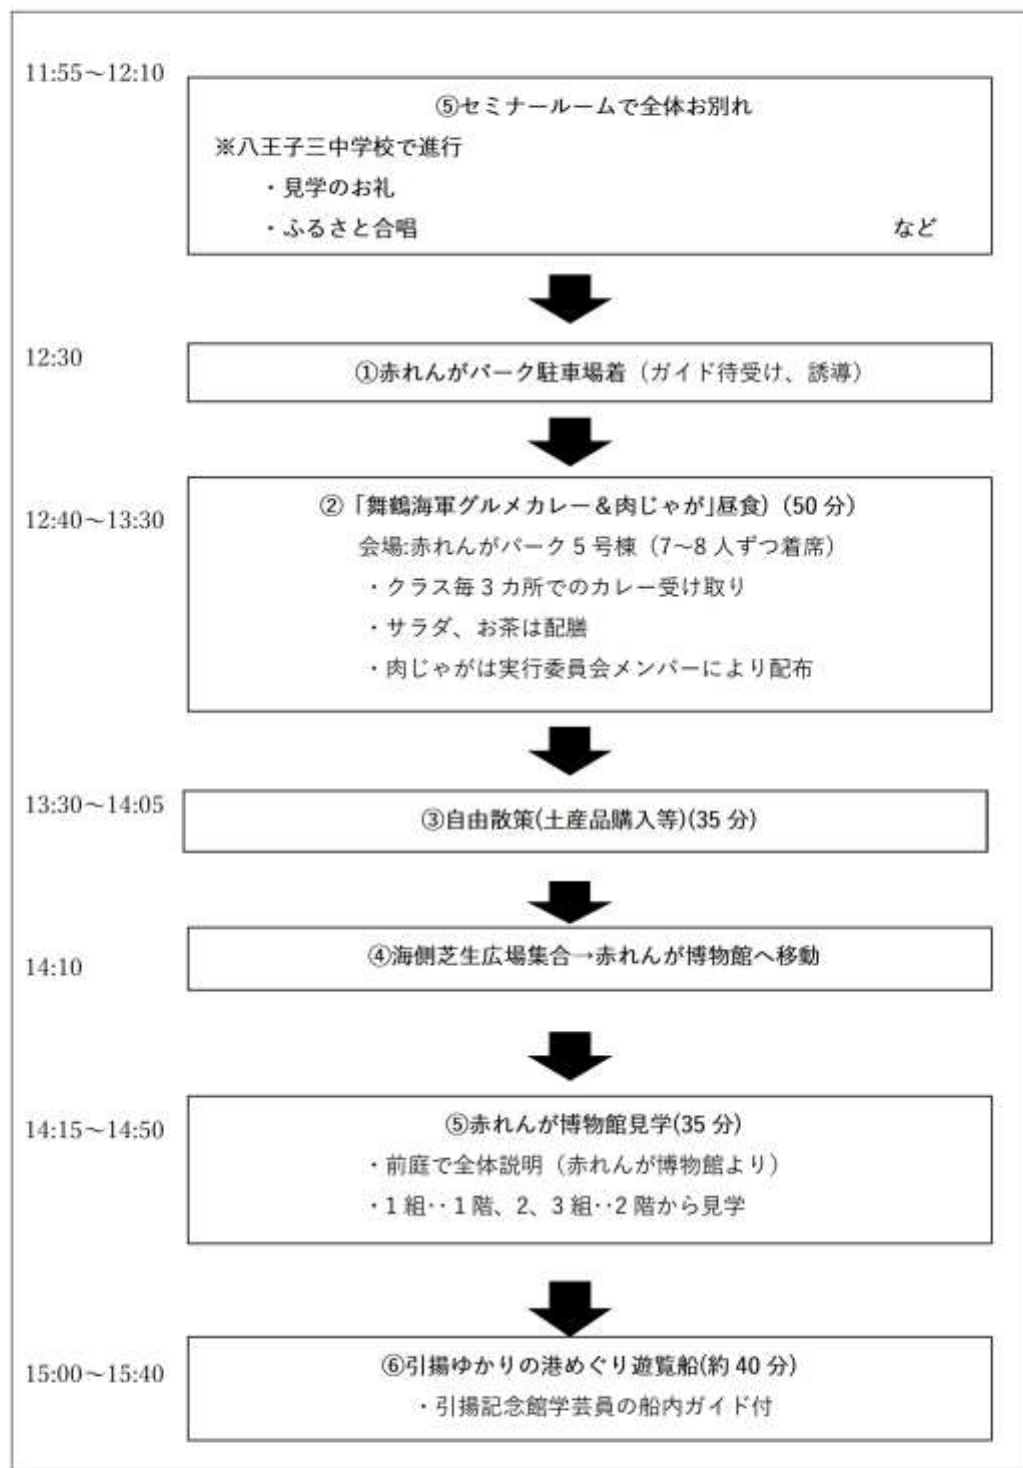 11:55～12:10
⑤セミナールームで全体お別れ
※八王子三中学校で進行
・見学のお礼
・ふるさと合唱 など
12:30
①赤れんがパーク駐車場着（ガイド待受け、誘導）
12:40～13:30
②「舞鶴海軍グルメカレー＆肉じゃが」昼食)（50 分）
会場:赤れんがパーク 5 号棟（7～8 人ずつ着席）
・クラス毎 3 カ所でのカレー受け取り
・サラダ、お茶は配膳
・肉じゃがは実行委員会メンバーにより配布
13:30～14:05
③自由散策(土産品購入等)(35 分)
14:10
④海側芝生広場集合→赤れんが博物館へ移動
14:15～14:50
⑤赤れんが博物館見学(35 分)
・前庭で全体説明（赤れんが博物館より）
・1 組‥1 階、2、3 組‥2 階から見学
15:00～15:40
⑥引揚ゆかりの港めぐり遊覧船(約 40 分)
・引揚記念館学芸員の船内ガイド付